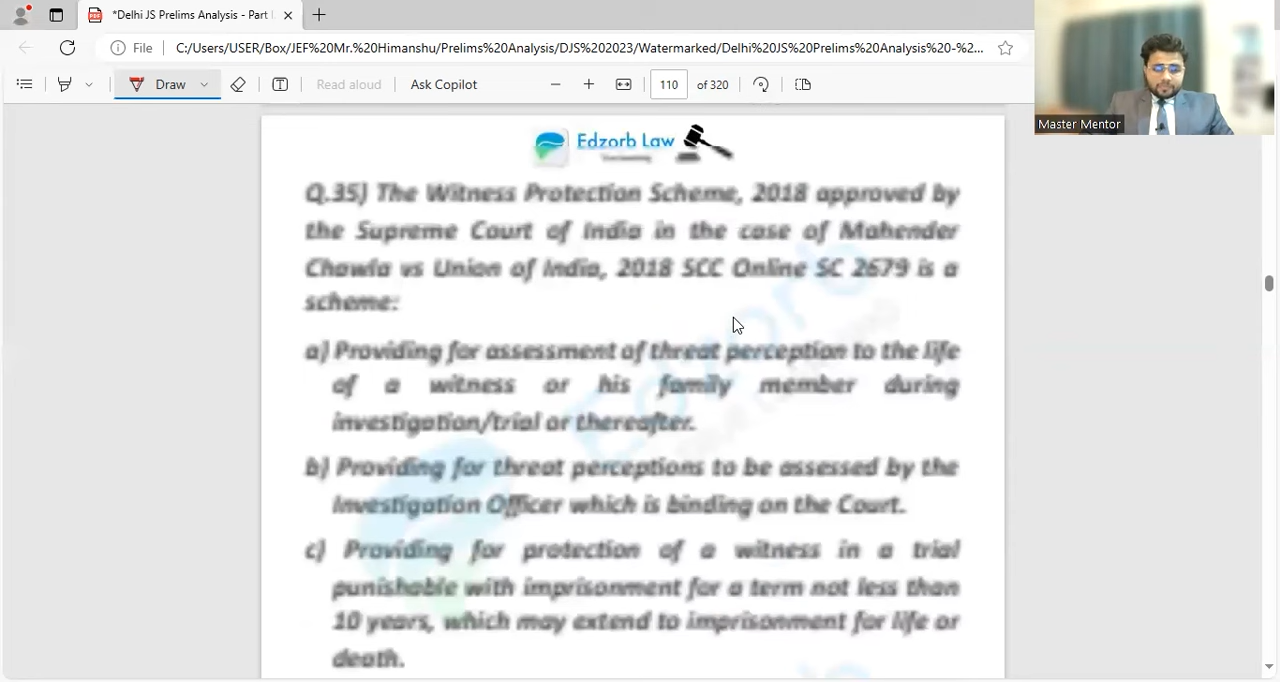 *Delhi JS Prelims Analysis - Part I
File
C:/Users/USER/Box/JEF%20Mr.%20Himanshu/Prelims%20Analysis/DJS%202023/Watermarked/Delhi%20JS%20Prelims%20Analysis%20-%2...
Draw
Read aloud
Ask Copilot
110 of 320
Master Mentor
Edzorb Law
Q.35) The Witness Protection Scheme, 2018 approved by
the Supreme Court of India in the case of Mahender
Chawla vs Union of India, 2018 SCC Online SC 2679 is a
scheme:
a) Providing for assessment of threat perception to the life
of a witness or his family member during
investigation/trial or thereafter.
b) Providing for threat perceptions to be assessed by the
Investigation Officer which is binding on the Court.
c) Providing for protection of a witness in a trial
punishable with imprisonment for a term not less than
10 years, which may extend to imprisonment for life or
death.
Edzorb